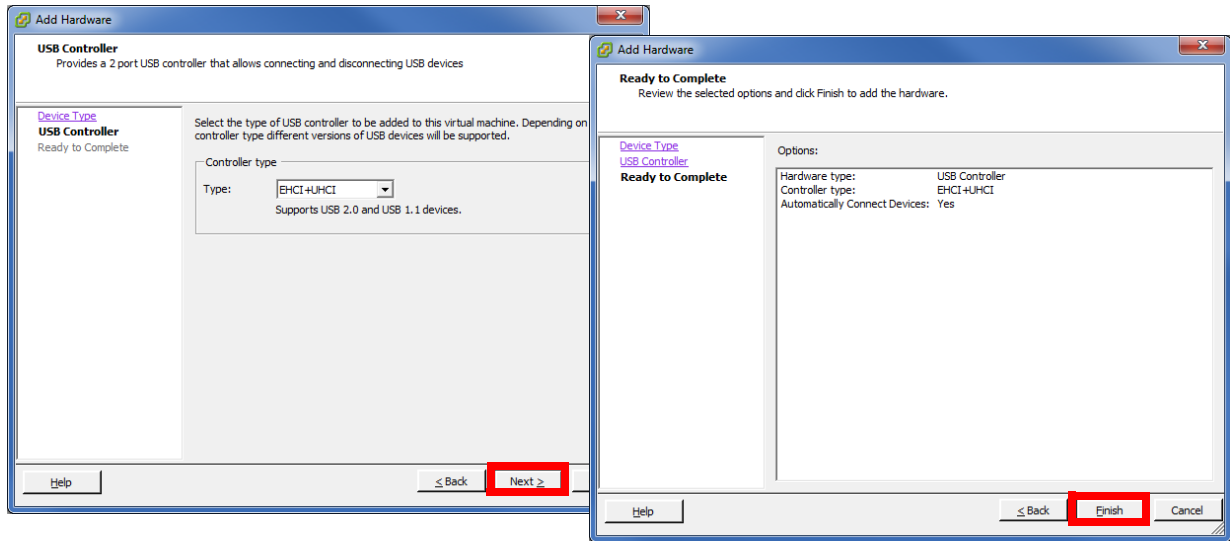 Add Hardware
USB Controller
Provides a 2 port USB controller that allows connecting and disconnecting USB devices
Device Type
USB Controller
Ready to Complete
Select the type of USB controller to be added to this virtual machine. Depending on
controller type different versions of USB devices will be supported.
Controller type
Type: EHCI+UHCI
Supports USB 2.0 and USB 1.1 devices.
Help
< Back
Next >
Add Hardware
Ready to Complete
Review the selected options and click Finish to add the hardware.
Device Type
USB Controller
Ready to Complete
Options:
Hardware type: USB Controller
Controller type: EHCI+UHCI
Automatically Connect Devices: Yes
Help
< Back
Finish
Cancel